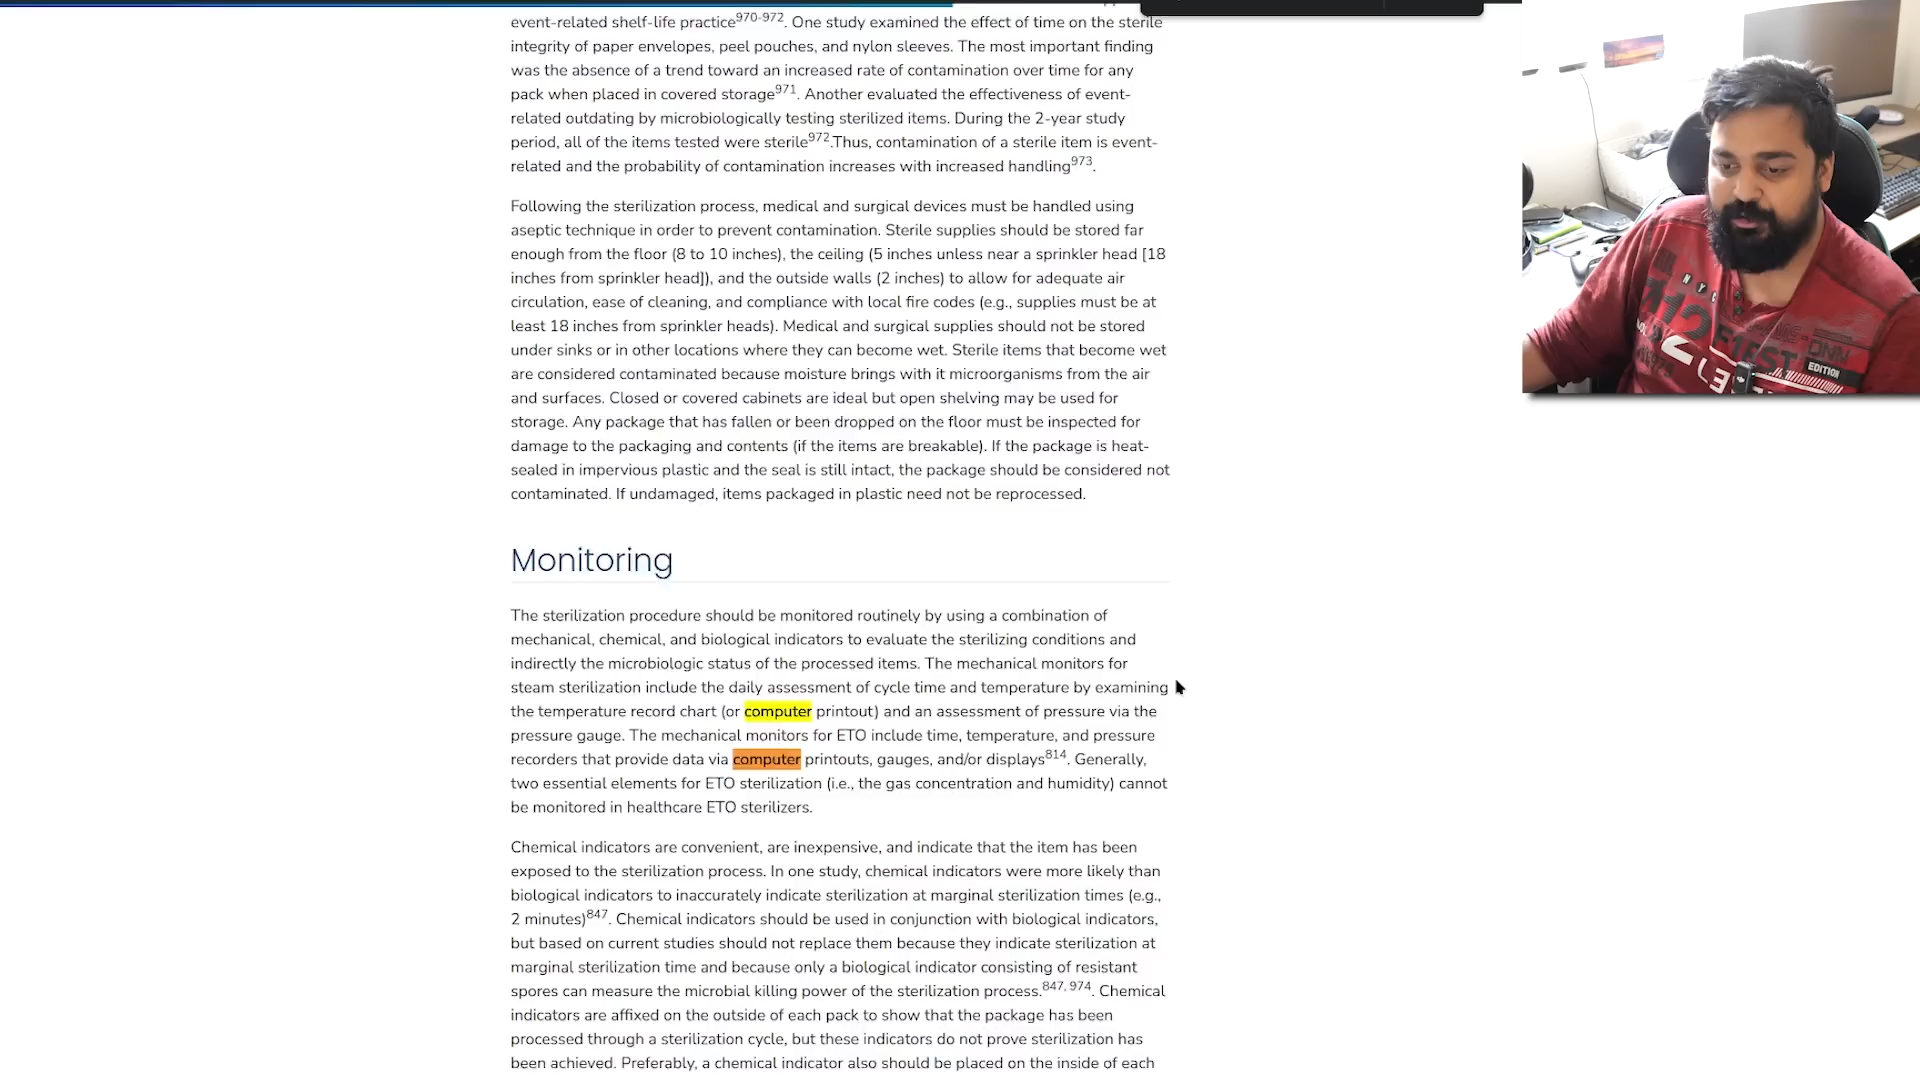 event-related shelf-life practice970-972. One study examined the effect of time on the sterile
integrity of paper envelopes, peel pouches, and nylon sleeves. The most important finding
was the absence of a trend toward an increased rate of contamination over time for any
pack when placed in covered storage971. Another evaluated the effectiveness of event-
related outdating by microbiologically testing sterilized items. During the 2-year study
period, all of the items tested were sterile972.Thus, contamination of a sterile item is event-
related and the probability of contamination increases with increased handling973.
Following the sterilization process, medical and surgical devices must be handled using
aseptic technique in order to prevent contamination. Sterile supplies should be stored far
enough from the floor (8 to 10 inches), the ceiling (5 inches unless near a sprinkler head [18
inches from sprinkler head]), and the outside walls (2 inches) to allow for adequate air
circulation, ease of cleaning, and compliance with local fire codes (e.g., supplies must be at
least 18 inches from sprinkler heads). Medical and surgical supplies should not be stored
under sinks or in other locations where they can become wet. Sterile items that become wet
are considered contaminated because moisture brings with it microorganisms from the air
and surfaces. Closed or covered cabinets are ideal but open shelving may be used for
storage. Any package that has fallen or been dropped on the floor must be inspected for
damage to the packaging and contents (if the items are breakable). If the package is heat-
sealed in impervious plastic and the seal is still intact, the package should be considered not
contaminated. If undamaged, items packaged in plastic need not be reprocessed.
Monitoring
The sterilization procedure should be monitored routinely by using a combination of
mechanical, chemical, and biological indicators to evaluate the sterilizing conditions and
indirectly the microbiologic status of the processed items. The mechanical monitors for
steam sterilization include the daily assessment of cycle time and temperature by examining
the temperature record chart (or computer printout) and an assessment of pressure via the
pressure gauge. The mechanical monitors for ETO include time, temperature, and pressure
recorders that provide data via computer printouts, gauges, and/or displays814. Generally,
two essential elements for ETO sterilization (i.e., the gas concentration and humidity) cannot
be monitored in healthcare ETO sterilizers.
Chemical indicators are convenient, are inexpensive, and indicate that the item has been
exposed to the sterilization process. In one study, chemical indicators were more likely than
biological indicators to inaccurately indicate sterilization at marginal sterilization times (e.g.,
2 minutes)847. Chemical indicators should be used in conjunction with biological indicators,
but based on current studies should not replace them because they indicate sterilization at
marginal sterilization time and because only a biological indicator consisting of resistant
spores can measure the microbial killing power of the sterilization process.847, 974. Chemical
indicators are affixed on the outside of each pack to show that the package has been
processed through a sterilization cycle, but these indicators do not prove sterilization has
been achieved. Preferably, a chemical indicator also should be placed on the inside of each
NYC
EDITION